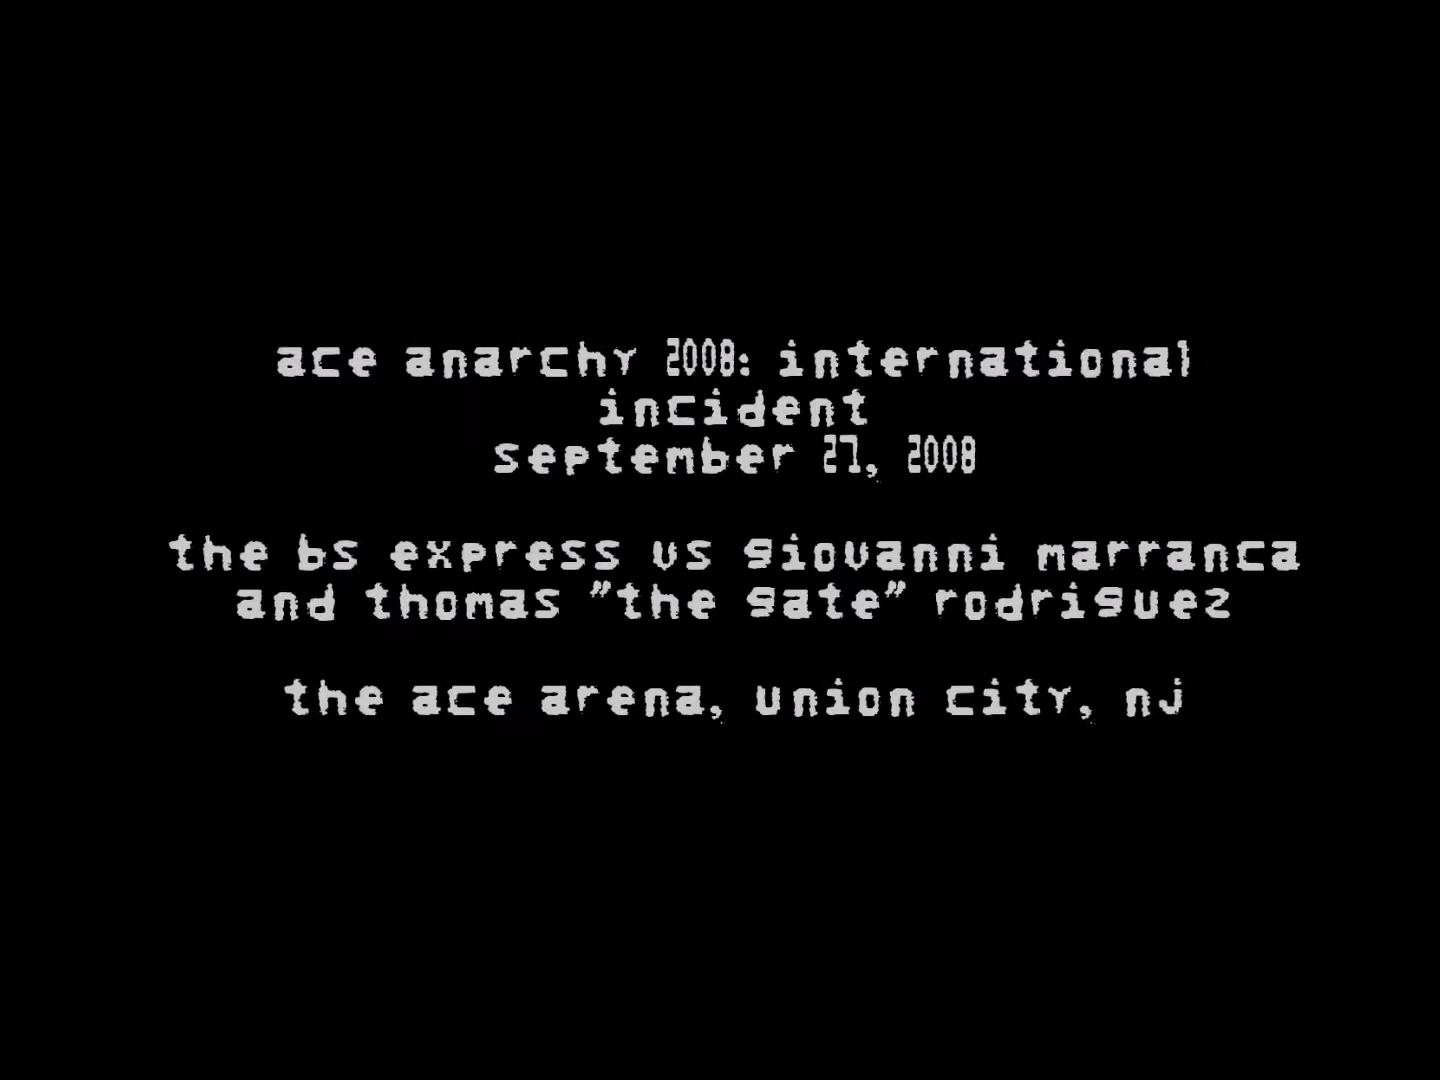 ace anarchy 2008: international
incident
september 27, 2008
the bs express vs giovanni marranca
and thomas "the gate" rodriguez
the ace arena, union city, nj